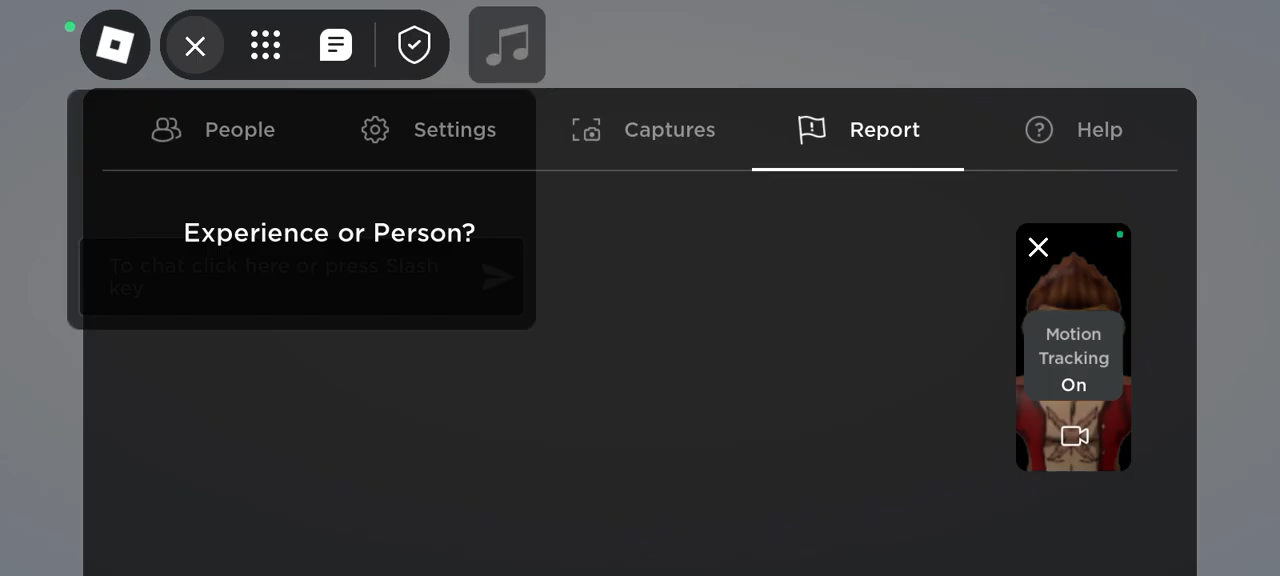 People
Settings
Captures
Report
Help
Experience or Person?
To chat click here or press Slash
key
Motion
Tracking
On